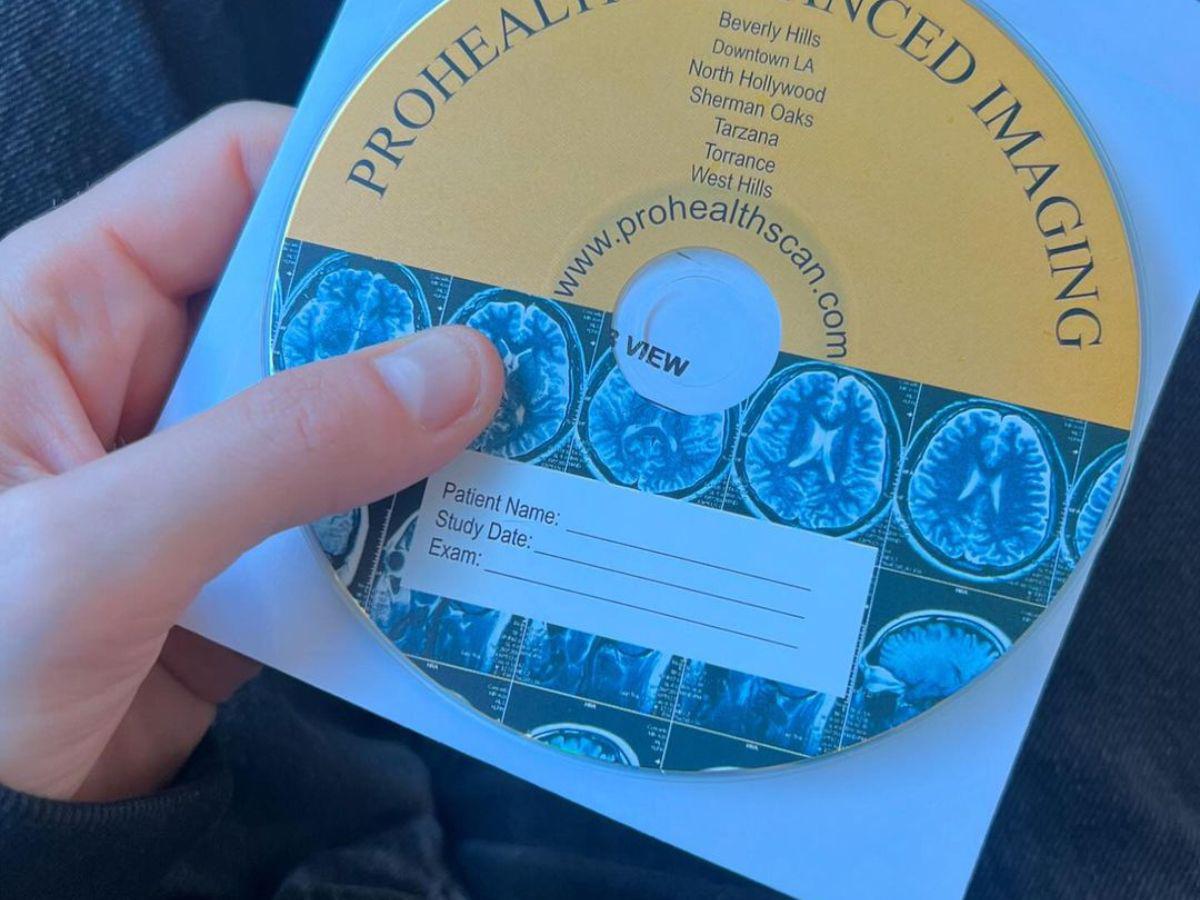 PROHEALTH ADVANCED IMAGING
Beverly Hills
Downtown LA
North Hollywood
Sherman Oaks
Tarzana
Torrance
West Hills
www.prohealthscan.com
VIEW
Patient Name:
Study Date:
Exam: